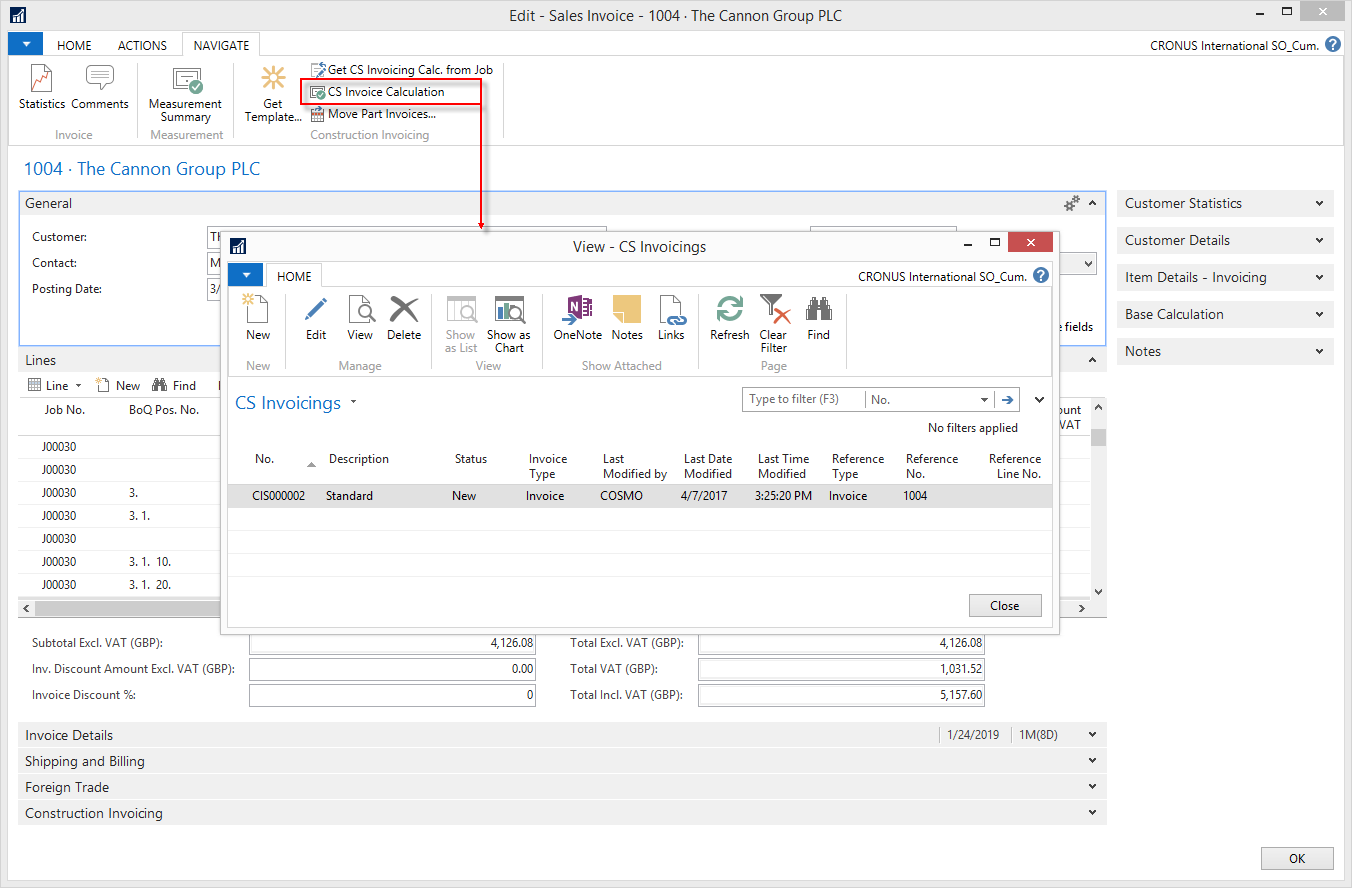 Edit - Sales Invoice - 1004 · The Cannon Group PLC
HOME ACTIONS NAVIGATE CRONUS International SO_Cum. ?
Get CS Invoicing Calc. from Job
CS Invoice Calculation
Move Part Invoices...
Statistics Comments Measurement Summary Get Template...
Invoice Measurement Construction Invoicing
1004 · The Cannon Group PLC
General
Customer:
Contact:
Posting Date: 3/
fields
Lines
Line New Find
Job No. BoQ Pos. No.
VAT
J00030
J00030
J00030 3.
J00030 3. 1.
J00030
J00030 3. 1. 10.
J00030 3. 1. 20.
View - CS Invoicings
HOME CRONUS International SO_Cum. ?
New Edit View Delete Show as List Show as Chart OneNote Notes Links Refresh Clear Filter Find
New Manage View Show Attached Page
CS Invoicings Type to filter (F3) No.
No filters applied
No. Description Status Invoice Type Last Modified by Last Date Modified Last Time Modified Reference Type Reference No. Reference Line No.
CIS000002 Standard New Invoice COSMO 4/7/2017 3:25:20 PM Invoice 1004
Close
Subtotal Excl. VAT (GBP): 4,126.08 Total Excl. VAT (GBP): 4,126.08
Inv. Discount Amount Excl. VAT (GBP): 0.00 Total VAT (GBP): 1,031.52
Invoice Discount %: 0 Total Incl. VAT (GBP): 5,157.60
Invoice Details 1/24/2019 1M(8D)
Shipping and Billing
Foreign Trade
Construction Invoicing
Customer Statistics
Customer Details
Item Details - Invoicing
Base Calculation
Notes
OK